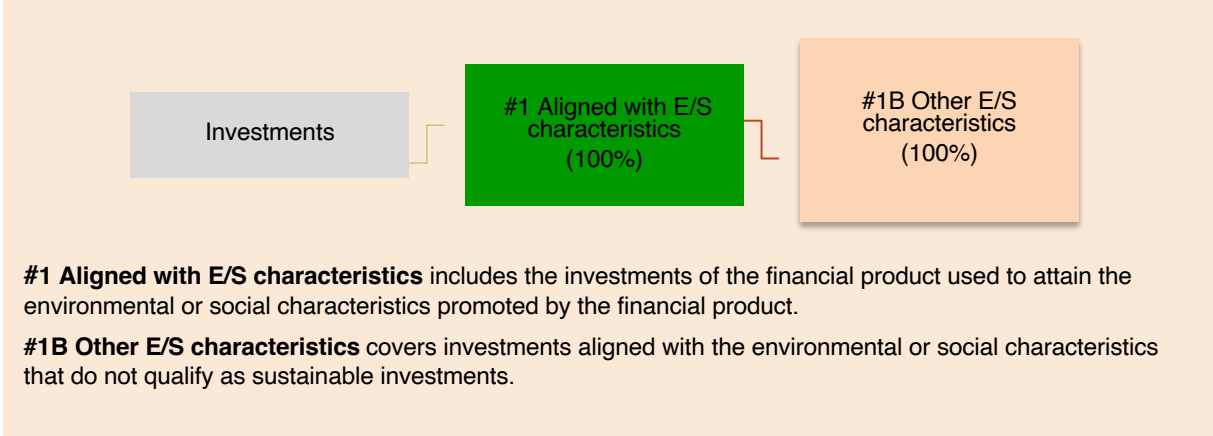 Investments
#1 Aligned with E/S
characteristics
(100%)
#1B Other E/S
characteristics
(100%)
#1 Aligned with E/S characteristics includes the investments of the financial product used to attain the
environmental or social characteristics promoted by the financial product.
#1B Other E/S characteristics covers investments aligned with the environmental or social characteristics
that do not qualify as sustainable investments.